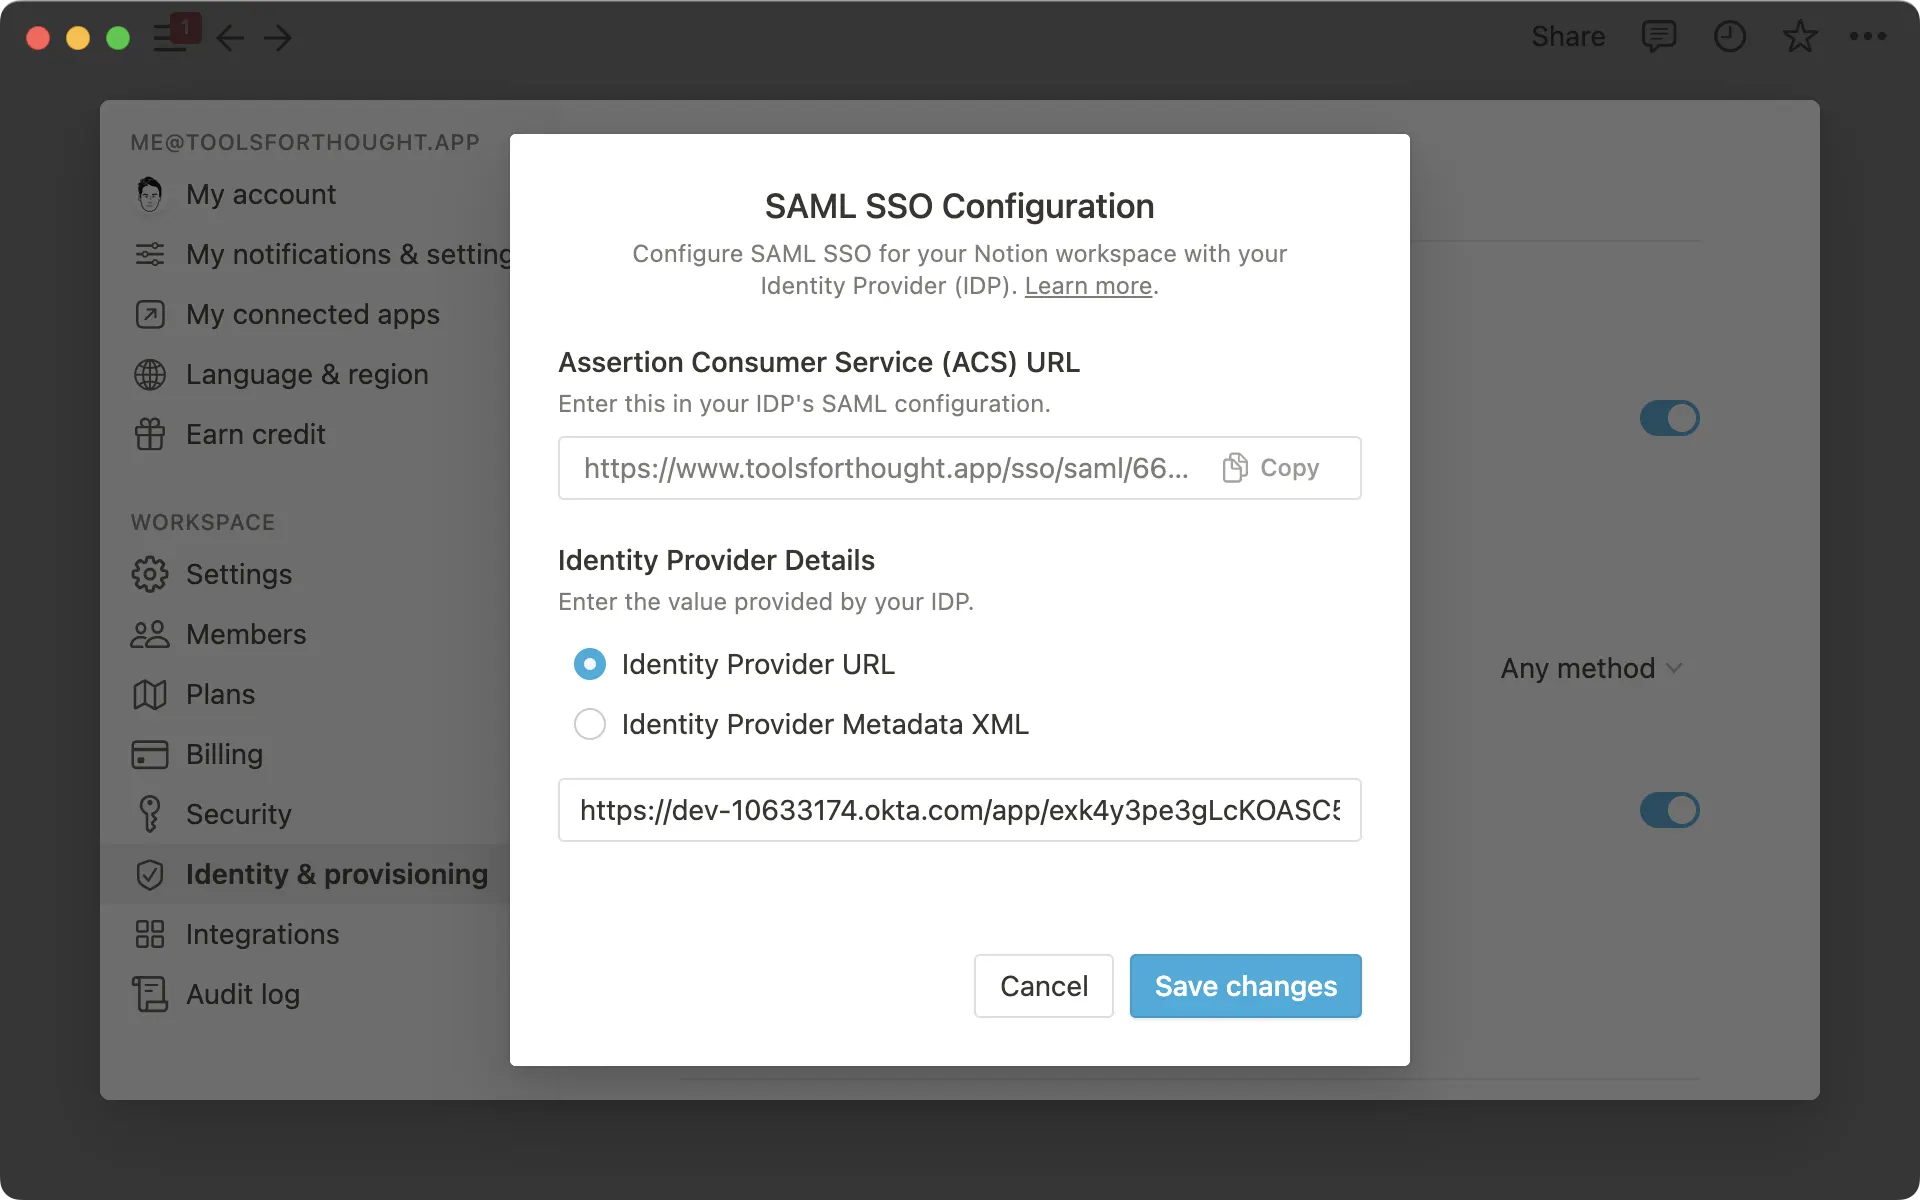 1
Share
ME@TOOLSFORTHOUGHT.APP
My account
My notifications & setting
My connected apps
Language & region
Earn credit
WORKSPACE
Settings
Members
Plans
Billing
Security
Identity & provisioning
Integrations
Audit log
SAML SSO Configuration
Configure SAML SSO for your Notion workspace with your
Identity Provider (IDP). Learn more.
Assertion Consumer Service (ACS) URL
Enter this in your IDP's SAML configuration.
https://www.toolsforthought.app/sso/saml/66... Copy
Identity Provider Details
Enter the value provided by your IDP.
Identity Provider URL
Identity Provider Metadata XML
https://dev-10633174.okta.com/app/exk4y3pe3gLcKOASC5
Cancel Save changes
Any method